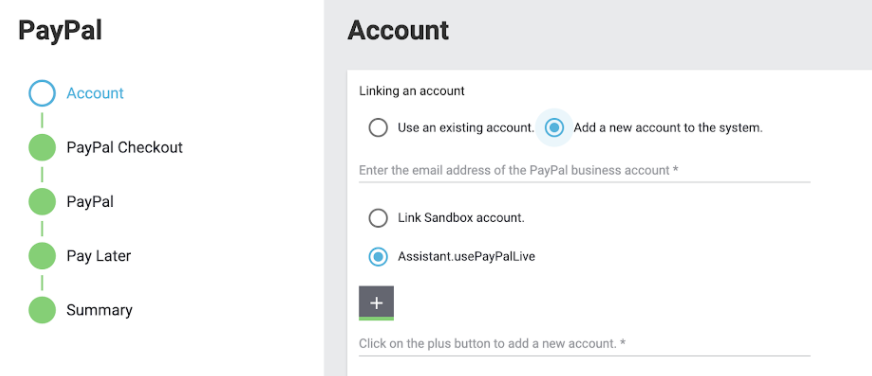 PayPal
Account
PayPal Checkout
PayPal
Pay Later
Summary
Account
Linking an account
Use an existing account. Add a new account to the system.
Enter the email address of the PayPal business account *
Link Sandbox account.
Assistant.usePayPalLive
+
Click on the plus button to add a new account. *